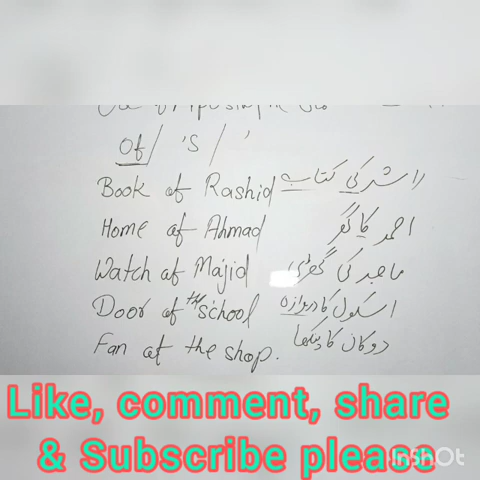 Use of
Of / 'S / '
Book of Rashid راشد کی کتاب
Home of Ahmad احمد کا گھر
Watch of Majid ماجد کی گھڑی
Door of the school اسکول کا دروازہ
Fan of the shop. دوکان کا پنکھا
Like, comment, share
& Subscribe please
InShOt